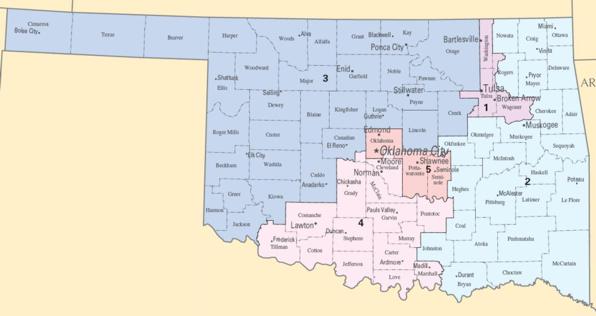 Cimarron
Boise City
Texas
Beaver
Harper
Woods
Alva
Alfalfa
Grant
Blackwell
Kay
Ponca City
Bartlesville
Osage
Washington
Nowata
Craig
Miami
Ottawa
Vinita
Rogers
Delaware
Pryor
Mayes
Woodward
Shattuck
Ellis
Major
3
Enid
Garfield
Noble
Pawnee
Seiling
Dewey
Stillwater
Payne
Tulsa
Tulsa
1
Broken Arrow
Wagoner
Cherokee
Adair
AR
Blaine
Kingfisher
Logan
Guthrie
Creek
Roger Mills
Custer
Canadian
El Reno
Edmond
Oklahoma
Lincoln
Okmulgee
Muskogee
Muskogee
Sequoyah
Oklahoma City
Okfuskee
McIntosh
Elk City
Beckham
Washita
Moore
Cleveland
Shawnee
5
Seminole
Potta-
watomie
Semi-
nole
Norman
Caddo
Anadarko
Chickasha
Grady
McClain
Hughes
Haskell
2
McAlester
Pittsburg
Latimer
Poteau
Le Flore
Greer
Kiowa
Harmon
Jackson
Comanche
Lawton
4
Pauls Valley
Garvin
Pontotoc
Coal
Duncan
Stephens
Murray
Frederick
Tillman
Cotton
Carter
Johnston
Atoka
Pushmataha
McCurtain
Jefferson
Ardmore
Love
Madill
Marshall
Durant
Bryan
Choctaw